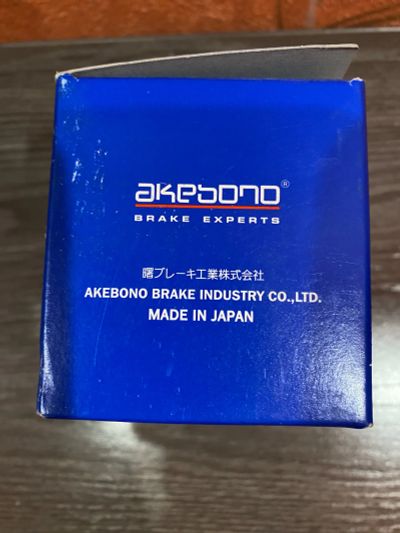 akebono®
BRAKE EXPERTS
曙ブレーキ工業株式会社
AKEBONO BRAKE INDUSTRY CO.,LTD.
MADE IN JAPAN